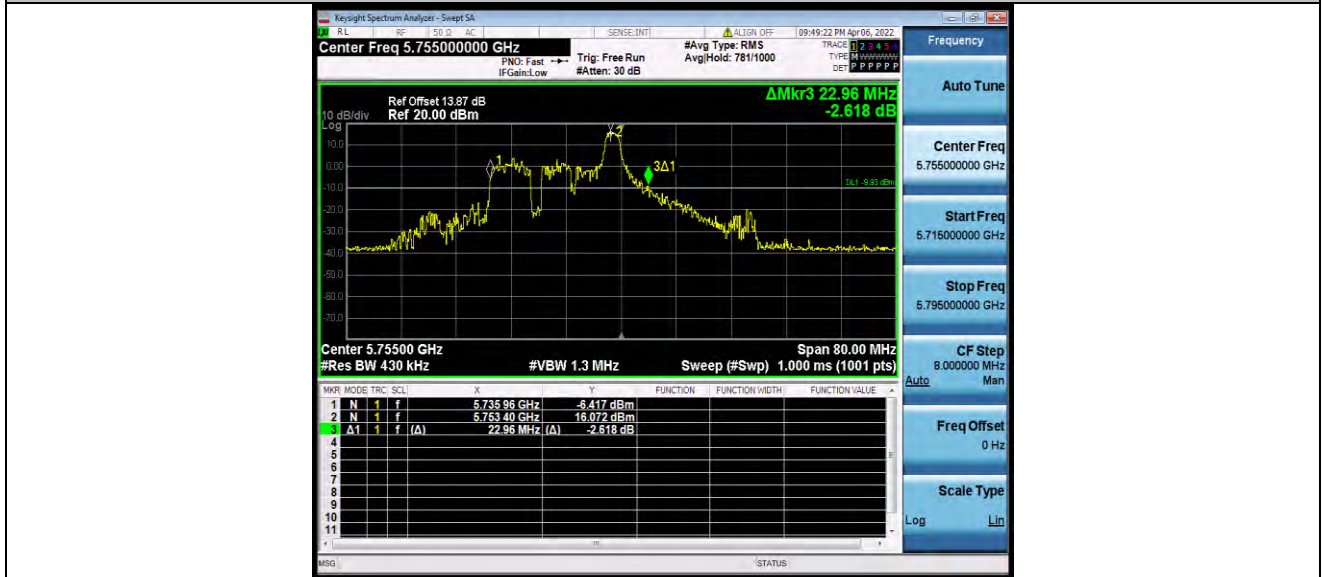 Keysight Spectrum Analyzer - Swept SA
RL RF 50 Ω AC SENSE:INT ALIGN OFF 09:49:22 PM Apr 06, 2022
Center Freq 5.755000000 GHz #Avg Type: RMS TRACE 1 2 3 4 5 6
PNO: Fast Trig: Free Run Avg|Hold: 781/1000 TYPE M WWWWW
IFGain:Low #Atten: 30 dB DET P P P P P P
ΔMkr3 22.96 MHz
-2.618 dB
Ref Offset 13.87 dB
10 dB/div Ref 20.00 dBm
Log
10.0
0.00
-10.0
-20.0
-30.0
-40.0
-50.0
-60.0
-70.0
1
2
3Δ1
DL1 -9.93 dBm
Center 5.75500 GHz Span 80.00 MHz
#Res BW 430 kHz #VBW 1.3 MHz Sweep (#Swp) 1.000 ms (1001 pts)
MKR MODE TRC SCL X Y FUNCTION FUNCTION WIDTH FUNCTION VALUE
1 N 1 f 5.735 96 GHz -6.417 dBm
2 N 1 f 5.753 40 GHz 16.072 dBm
3 Δ1 1 f (Δ) 22.96 MHz (Δ) -2.618 dB
4
5
6
7
8
9
10
11
MSG STATUS
Frequency
Auto Tune
Center Freq
5.755000000 GHz
Start Freq
5.715000000 GHz
Stop Freq
5.795000000 GHz
CF Step
8.000000 MHz
Auto Man
Freq Offset
0 Hz
Scale Type
Log Lin